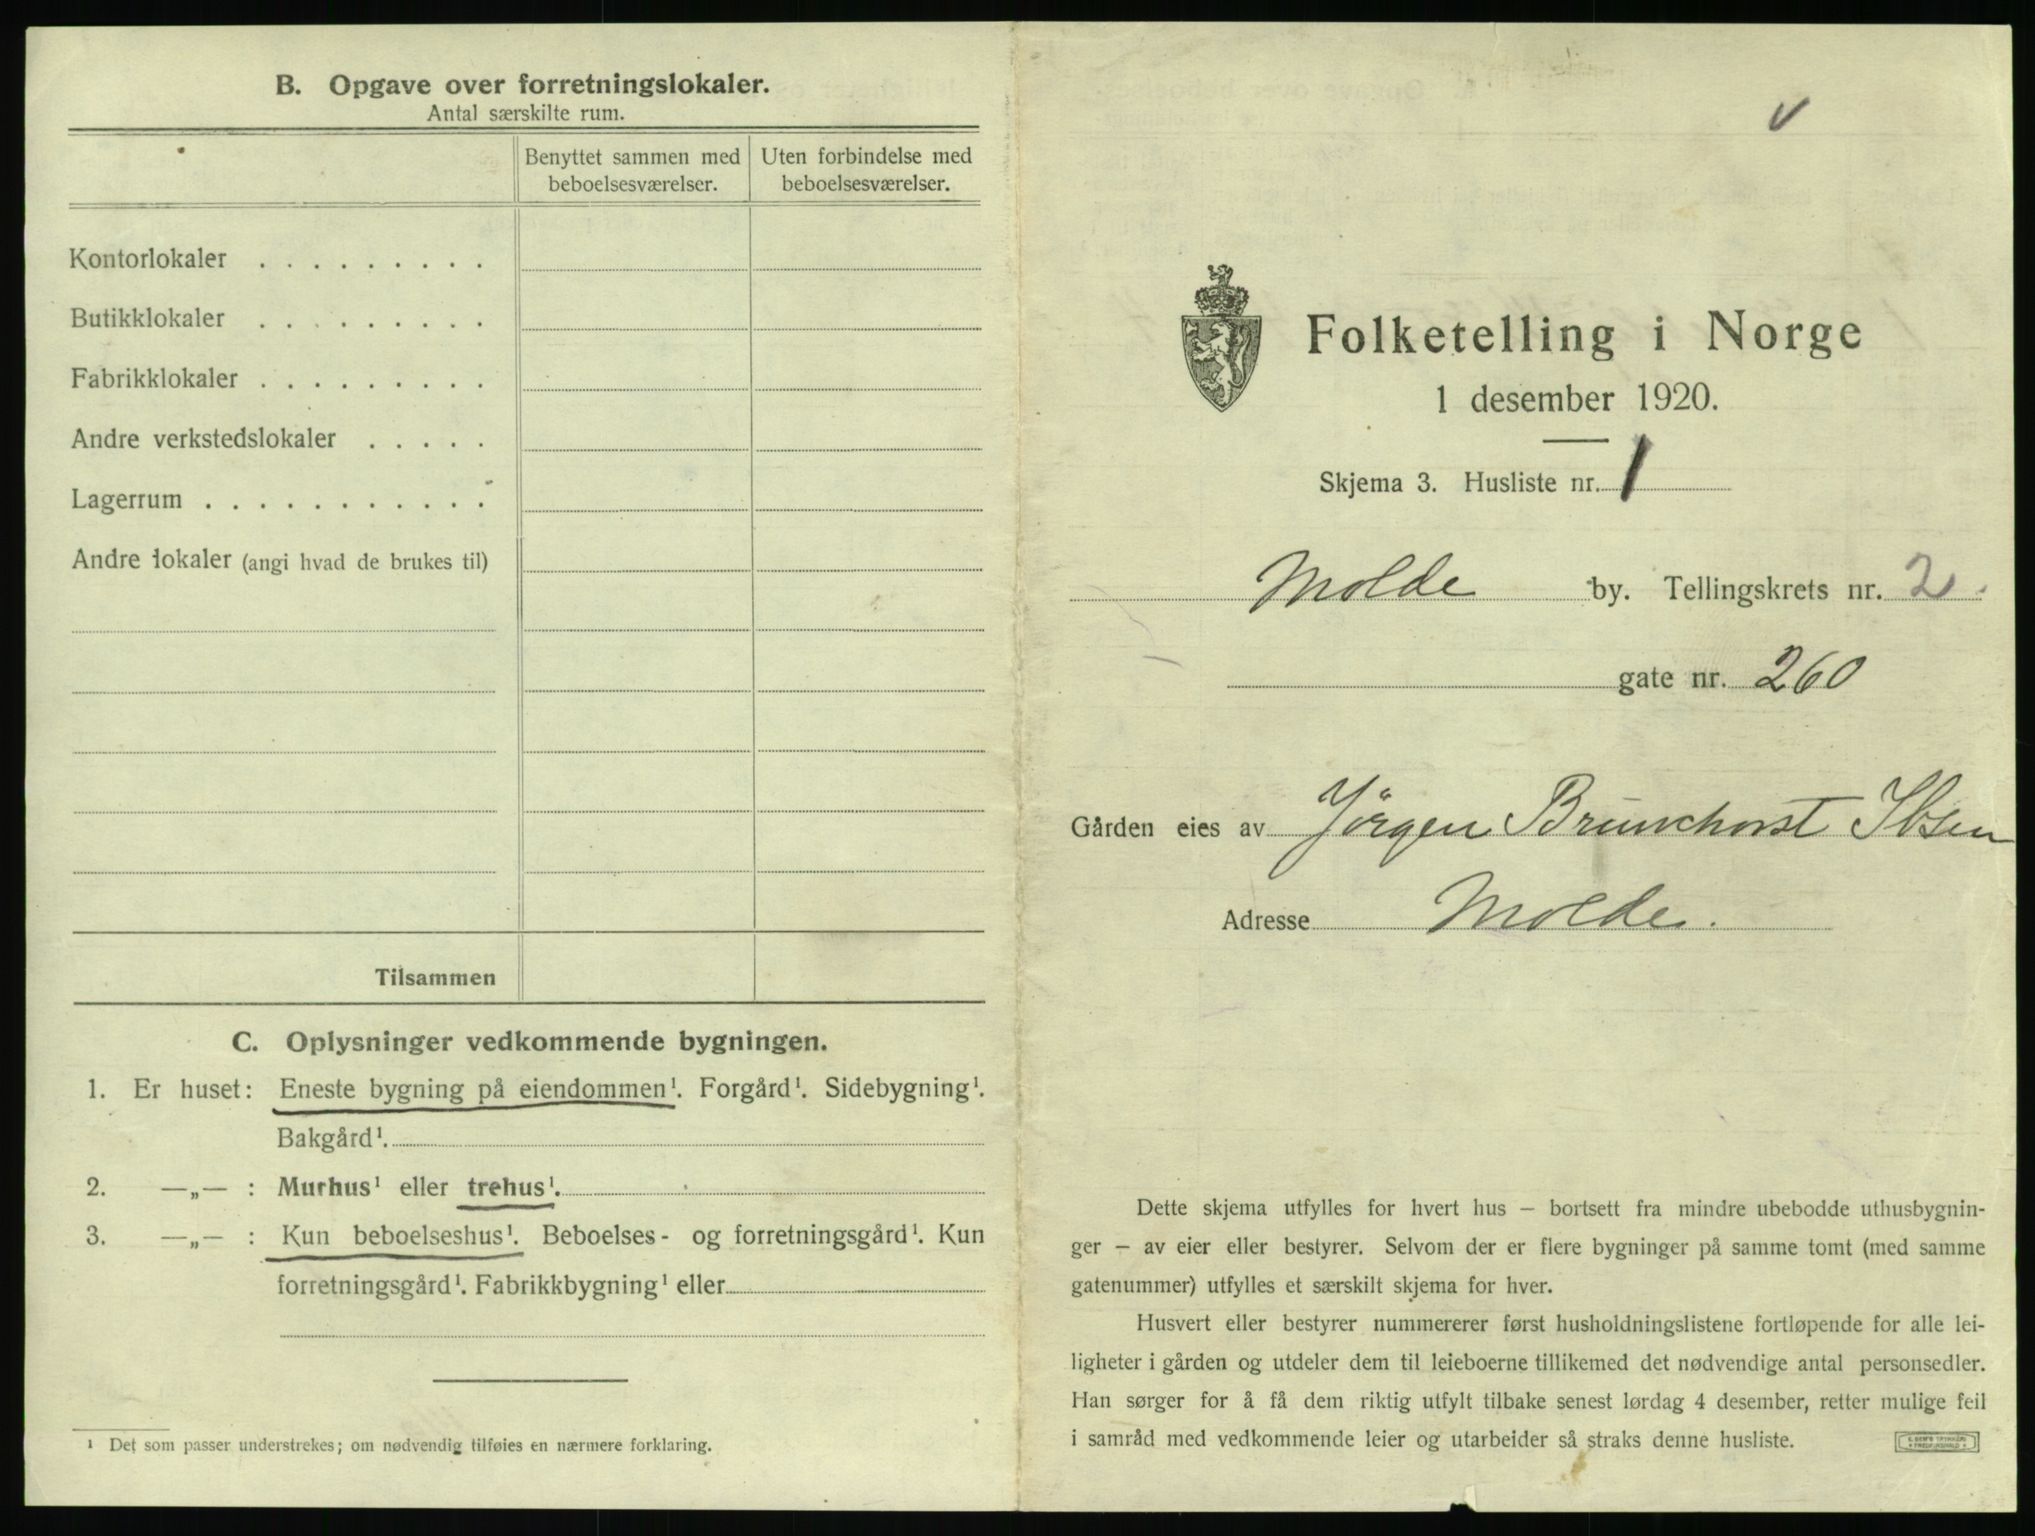 B. Opgave over forretningslokaler.
Antal særskilte rum.
Benyttet sammen med beboelsesværelser.
Uten forbindelse med beboelsesværelser.
Kontorlokaler . . . . . . . . .
Butikklokaler . . . . . . . . .
Fabrikklokaler . . . . . . . . .
Andre verkstedslokaler . . . . .
Lagerrum . . . . . . . . . . .
Andre lokaler (angi hvad de brukes til)
Tilsammen
C. Oplysninger vedkommende bygningen.
1. Er huset: Eneste bygning på eiendommen¹. Forgård¹. Sidebygning¹.
Bakgård¹.
2. —„— : Murhus¹ eller trehus¹.
3. —„— : Kun beboelseshus¹. Beboelses- og forretningsgård¹. Kun
forretningsgård¹. Fabrikkbygning¹ eller
¹ Det som passer understrekes; om nødvendig tilføies en nærmere forklaring.
Folketelling i Norge
1 desember 1920.
Skjema 3. Husliste nr. 1
Molde by. Tellingskrets nr. 2.
gate nr. 260
Gården eies av Jörgen Brunchorst Ibsen
Adresse Molde.
Dette skjema utfylles for hvert hus — bortsett fra mindre ubebodde uthusbygnin-
ger — av eier eller bestyrer. Selvom der er flere bygninger på samme tomt (med samme
gatenummer) utfylles et særskilt skjema for hver.
Husvert eller bestyrer nummererer først husholdningslistene fortløpende for alle lei-
ligheter i gården og utdeler dem til leieboerne tillikemed det nødvendige antal personsedler.
Han sørger for å få dem riktig utfylt tilbake senest lørdag 4 desember, retter mulige feil
i samråd med vedkommende leier og utarbeider så straks denne husliste.